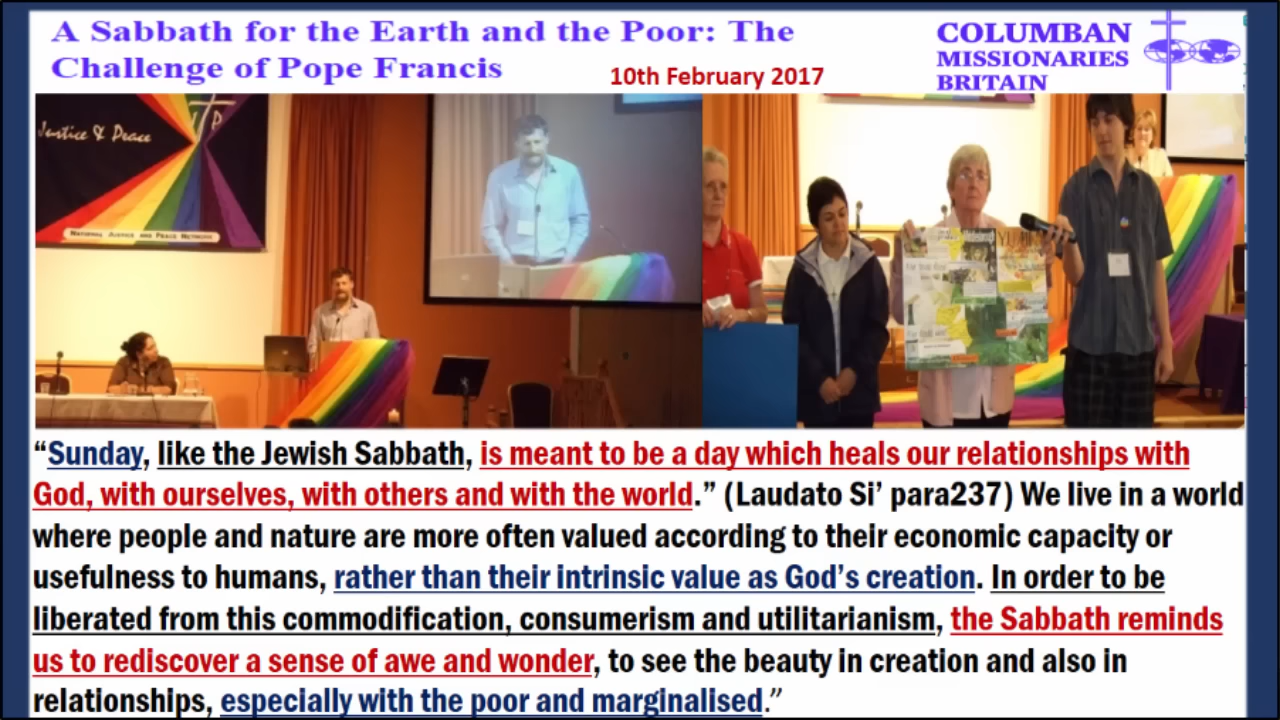 A Sabbath for the Earth and the Poor: The
Challenge of Pope Francis
10th February 2017
COLUMBAN
MISSIONARIES
BRITAIN
Justice & Peace
J P
NATIONAL JUSTICE AND PEACE NETWORK
“Sunday, like the Jewish Sabbath, is meant to be a day which heals our relationships with
God, with ourselves, with others and with the world.” (Laudato Si’ para237) We live in a world
where people and nature are more often valued according to their economic capacity or
usefulness to humans, rather than their intrinsic value as God’s creation. In order to be
liberated from this commodification, consumerism and utilitarianism, the Sabbath reminds
us to rediscover a sense of awe and wonder, to see the beauty in creation and also in
relationships, especially with the poor and marginalised.”